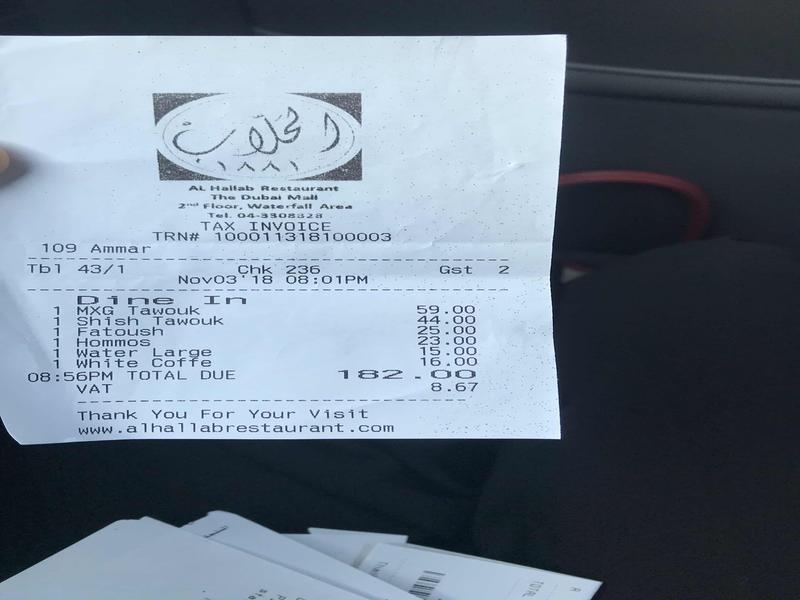 الحلاب
١٨٨١
AL Hallab Restaurant
The Dubai Mall
2nd Floor, Waterfall Area
Tel. 04-3308828
TAX INVOICE
TRN# 100011318100003
109 Ammar
Tbl 43/1 Chk 236 Gst 2
Nov03'18 08:01PM
Dine In
1 MXG Tawouk 59.00
1 Shish Tawouk 44.00
1 Fatoush 25.00
1 Hommos 23.00
1 Water Large 15.00
1 White Coffe 16.00
08:56PM TOTAL DUE 182.00
VAT 8.67
Thank You For Your Visit
www.alhallabrestaurant.com
TOTAL